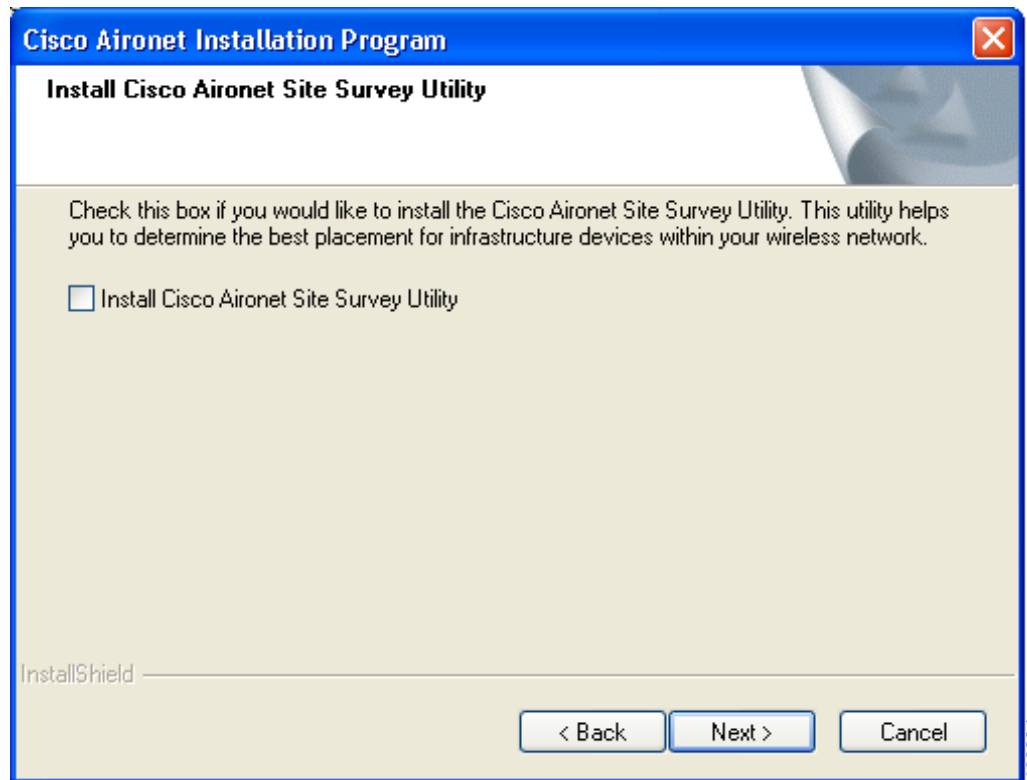 Cisco Aironet Installation Program
Install Cisco Aironet Site Survey Utility
Check this box if you would like to install the Cisco Aironet Site Survey Utility. This utility helps
you to determine the best placement for infrastructure devices within your wireless network.
Install Cisco Aironet Site Survey Utility
InstallShield
< Back
Next >
Cancel